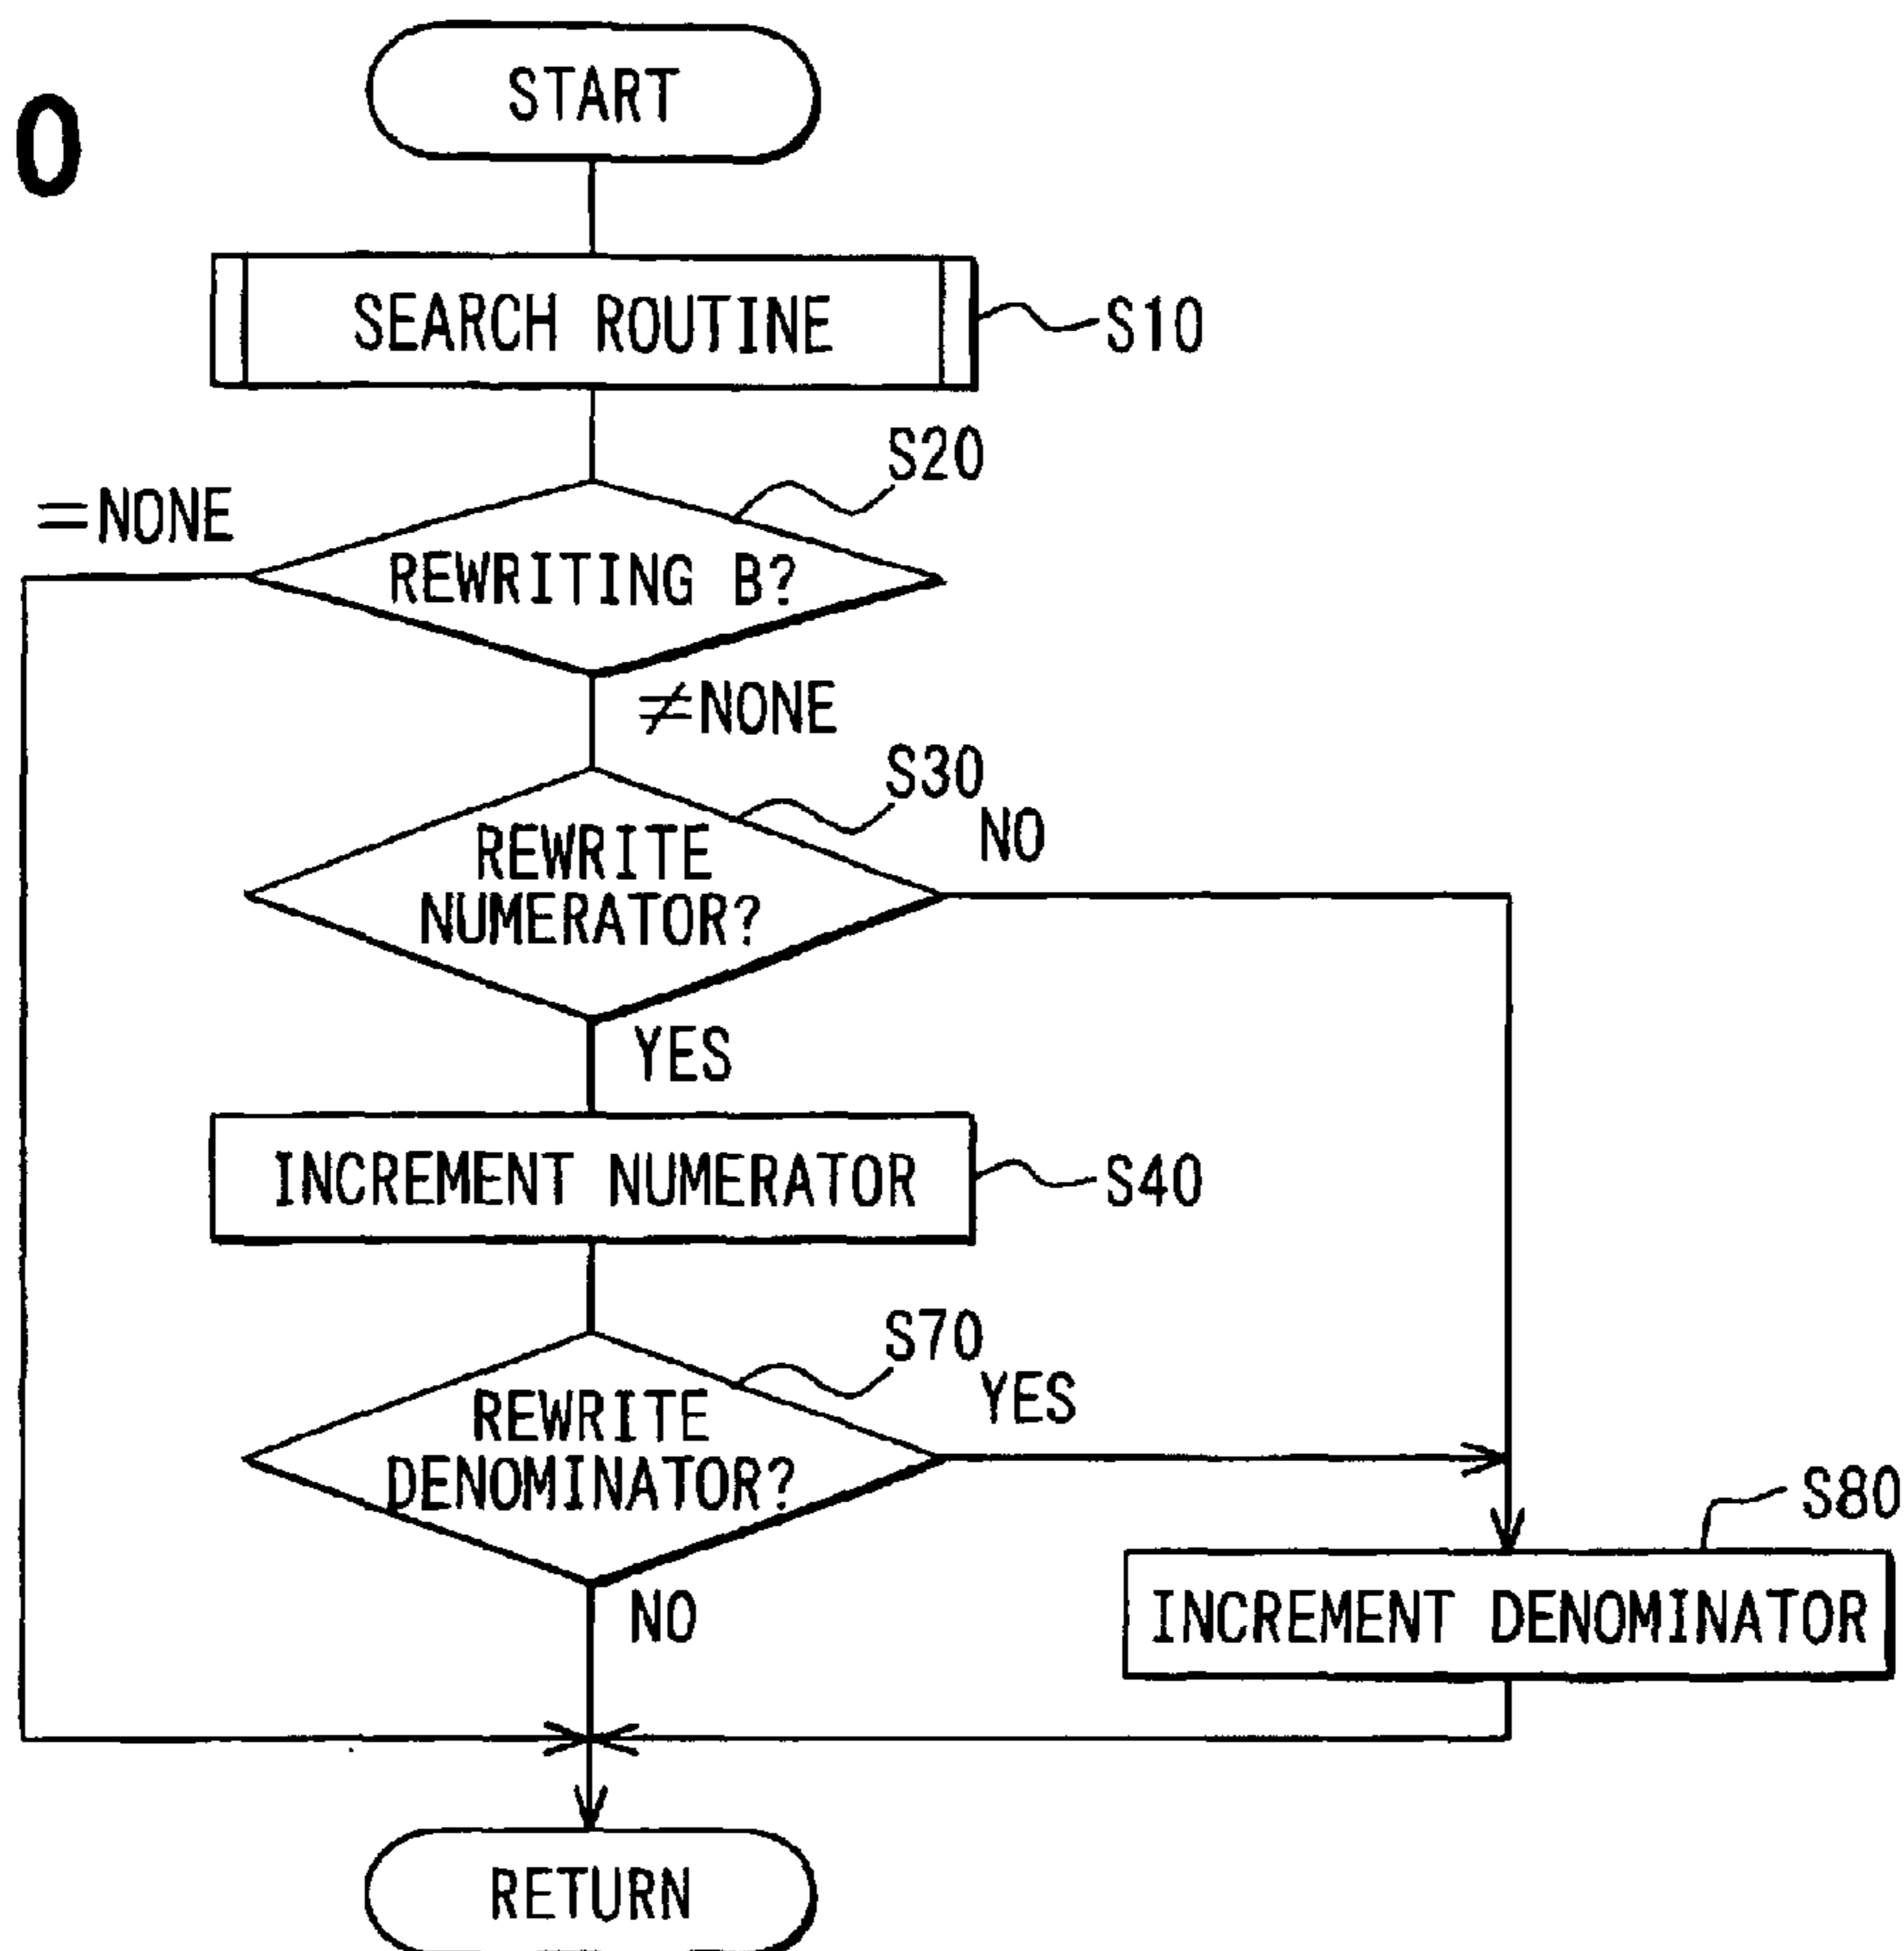 0
START
SEARCH ROUTINE
S10
S20
=NONE
REWRITING B?
≠NONE
S30
NO
REWRITE
NUMERATOR?
YES
INCREMENT NUMERATOR
S40
S70
YES
REWRITE
DENOMINATOR?
S80
NO
INCREMENT DENOMINATOR
RETURN